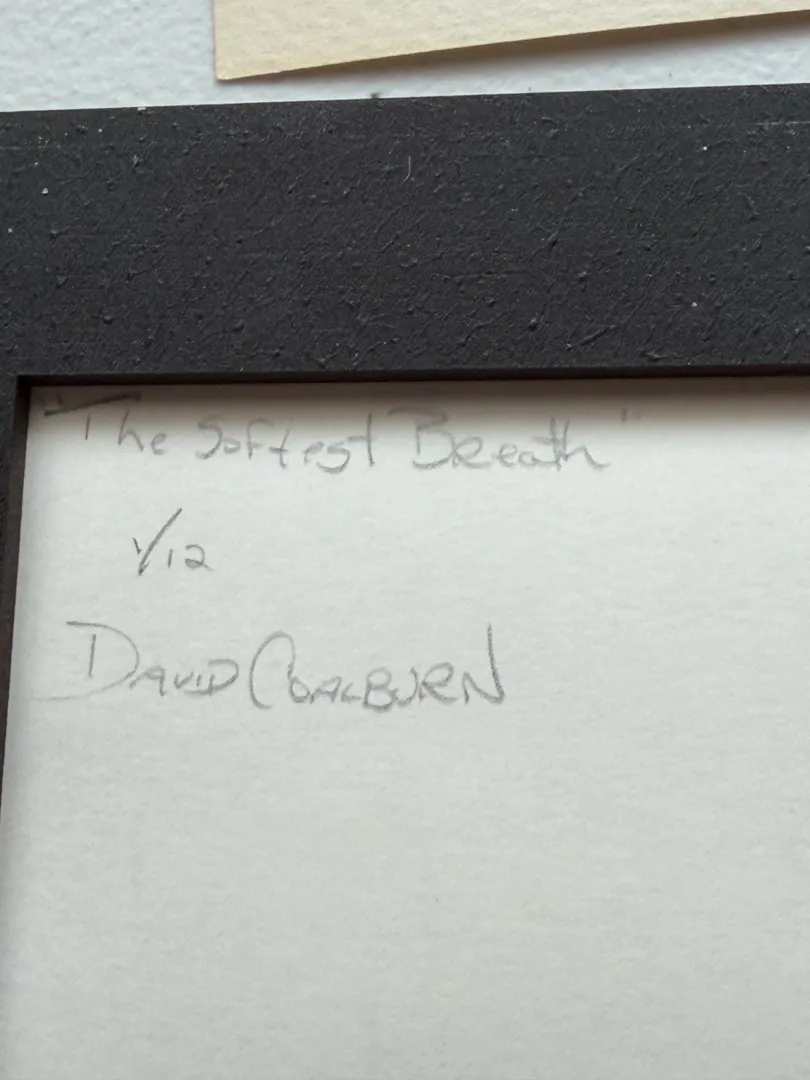 "The Softest Breath"
1/12
David Coalburn